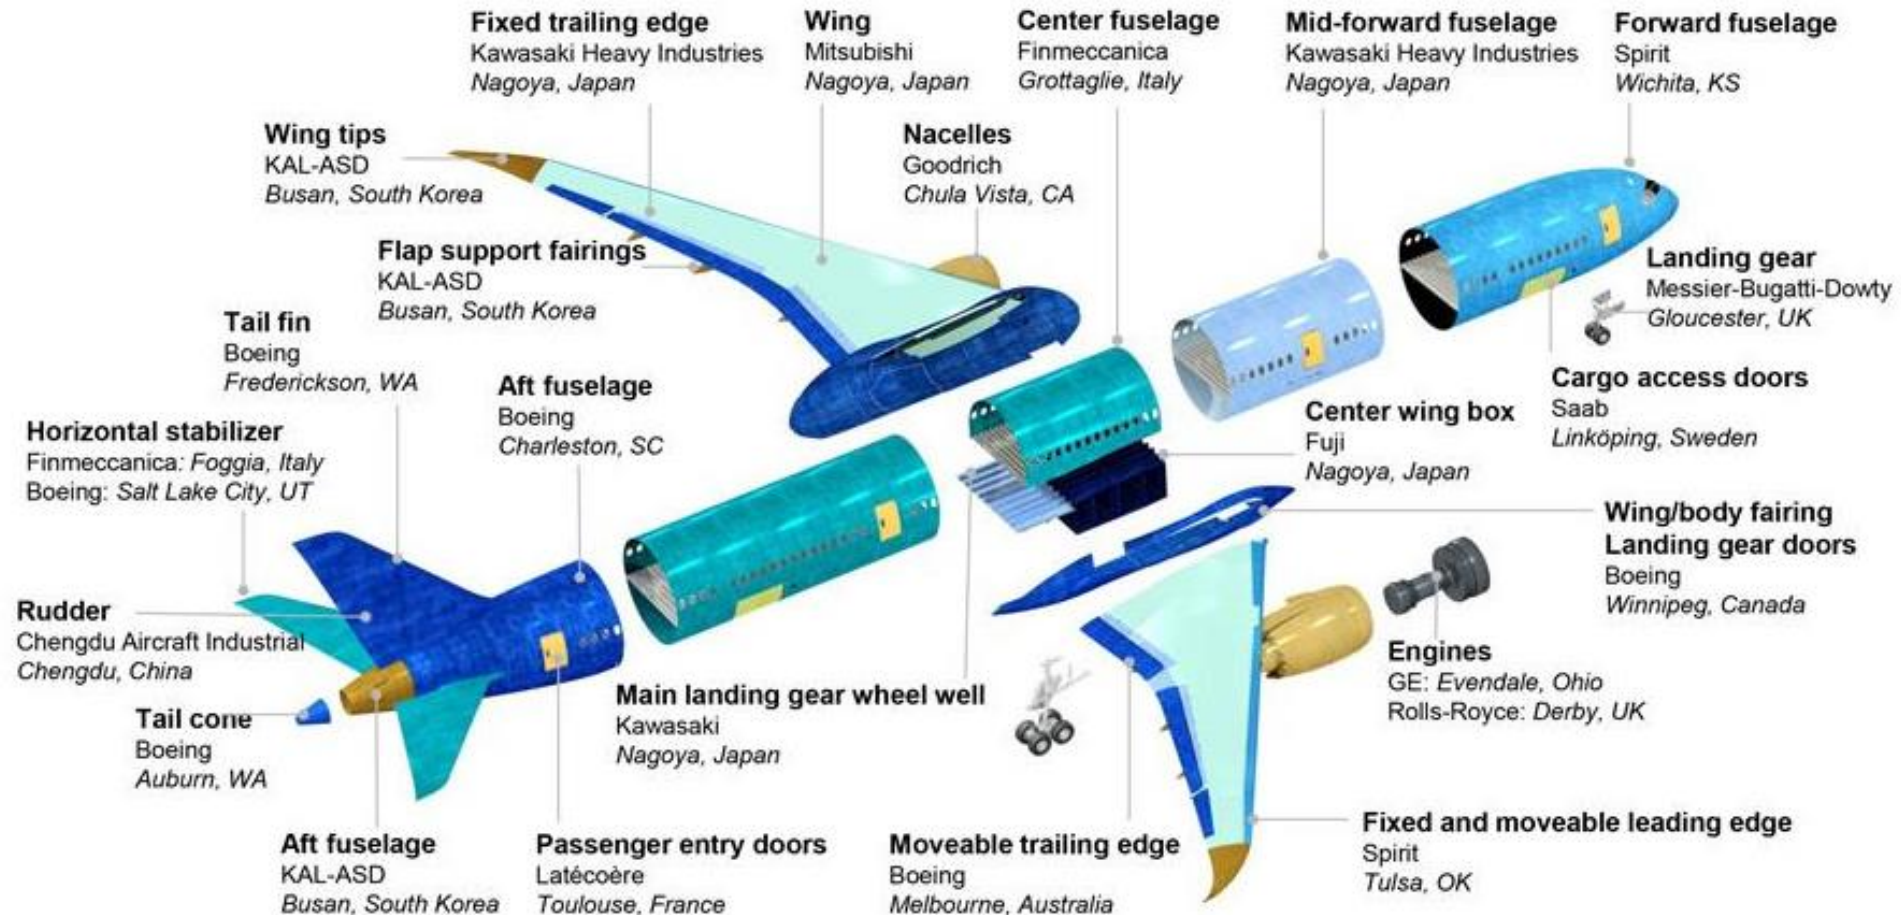 Fixed trailing edge
Kawasaki Heavy Industries
Nagoya, Japan
Wing
Mitsubishi
Nagoya, Japan
Center fuselage
Finmeccanica
Grottaglie, Italy
Mid-forward fuselage
Kawasaki Heavy Industries
Nagoya, Japan
Forward fuselage
Spirit
Wichita, KS
Wing tips
KAL-ASD
Busan, South Korea
Nacelles
Goodrich
Chula Vista, CA
Flap support fairings
KAL-ASD
Busan, South Korea
Landing gear
Messier-Bugatti-Dowty
Gloucester, UK
Tail fin
Boeing
Frederickson, WA
Aft fuselage
Boeing
Charleston, SC
Cargo access doors
Saab
Linköping, Sweden
Center wing box
Fuji
Nagoya, Japan
Horizontal stabilizer
Finmeccanica: Foggia, Italy
Boeing: Salt Lake City, UT
Wing/body fairing
Landing gear doors
Boeing
Winnipeg, Canada
Rudder
Chengdu Aircraft Industrial
Chengdu, China
Engines
GE: Evendale, Ohio
Rolls-Royce: Derby, UK
Main landing gear wheel well
Kawasaki
Nagoya, Japan
Tail cone
Boeing
Auburn, WA
Aft fuselage
KAL-ASD
Busan, South Korea
Passenger entry doors
Latécoère
Toulouse, France
Moveable trailing edge
Boeing
Melbourne, Australia
Fixed and moveable leading edge
Spirit
Tulsa, OK